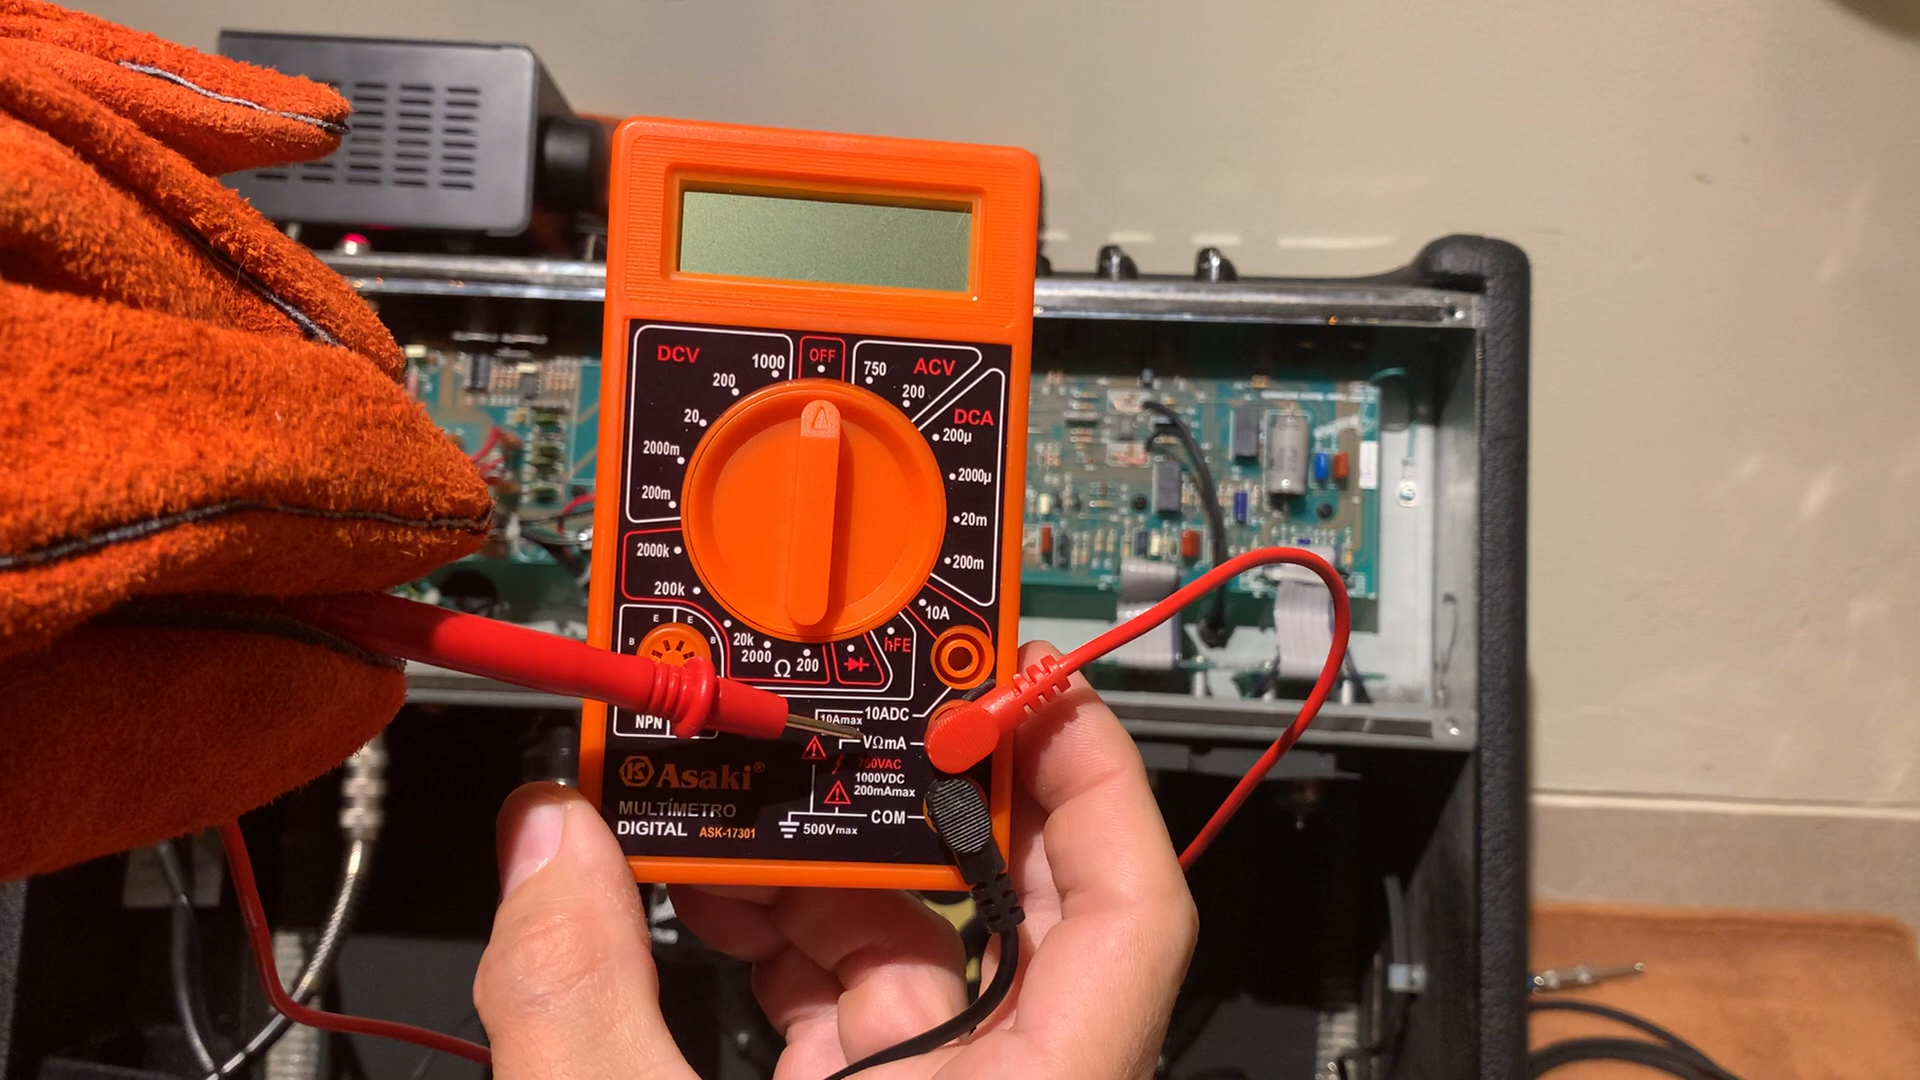 DCV
1000
OFF
750
ACV
200
200
DCA
20
200µ
2000m
2000µ
200m
20m
2000k
200m
200k
10A
E
E
B
B
20k
hFE
2000
Ω
200
NPN
10Amax
10ADC
VΩmA
Asaki®
750VAC
1000VDC
200mAmax
MULTÍMETRO
DIGITAL ASK-17301
COM
500Vmax